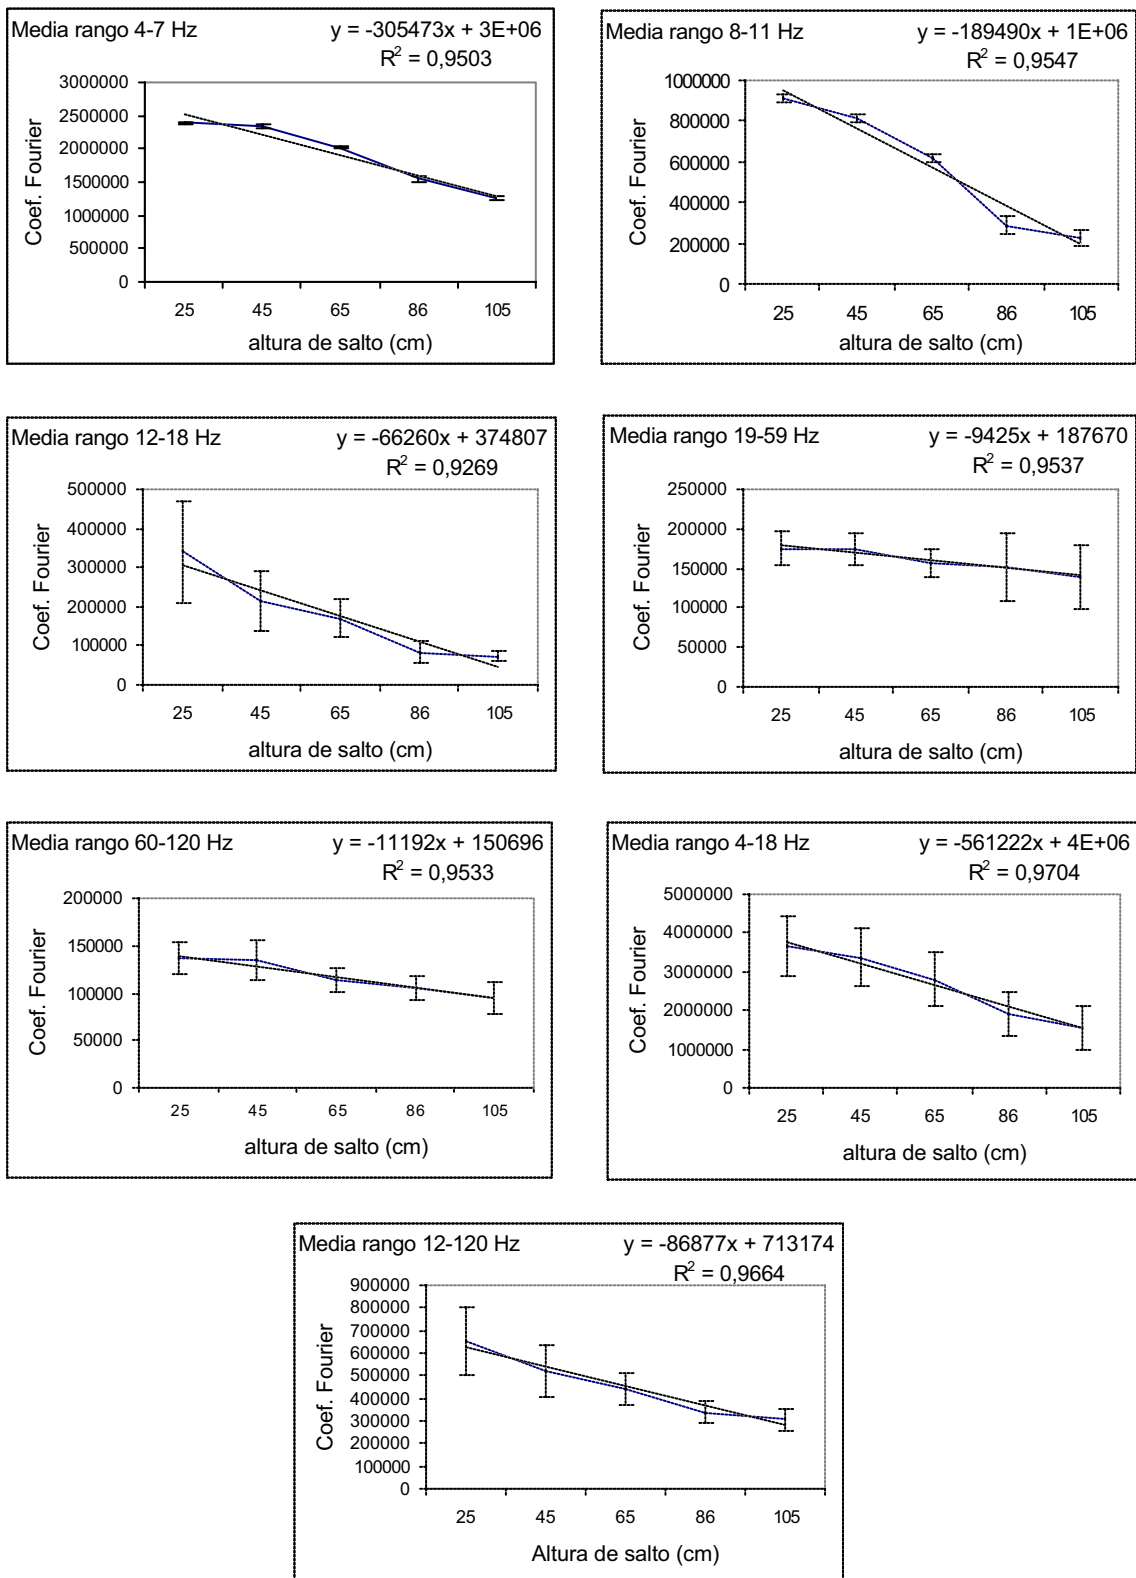 Media rango 4-7 Hz y = -305473x + 3E+06
R² = 0,9503
3000000
2500000
2000000
1500000
1000000
500000
0
Coef. Fourier
25 45 65 86 105
altura de salto (cm)
Media rango 8-11 Hz y = -189490x + 1E+06
R² = 0,9547
1000000
800000
600000
400000
200000
0
Coef. Fourier
25 45 65 86 105
altura de salto (cm)
Media rango 12-18 Hz y = -66260x + 374807
R² = 0,9269
500000
400000
300000
200000
100000
0
Coef. Fourier
25 45 65 86 105
altura de salto (cm)
Media rango 19-59 Hz y = -9425x + 187670
R² = 0,9537
250000
200000
150000
100000
50000
0
Coef. Fourier
25 45 65 86 105
altura de salto (cm)
Media rango 60-120 Hz y = -11192x + 150696
R² = 0,9533
200000
150000
100000
50000
0
Coef. Fourier
25 45 65 86 105
altura de salto (cm)
Media rango 4-18 Hz y = -561222x + 4E+06
R² = 0,9704
5000000
4000000
3000000
2000000
1000000
0
Coef. Fourier
25 45 65 86 105
altura de salto (cm)
Media rango 12-120 Hz y = -86877x + 713174
R² = 0,9664
900000
800000
700000
600000
500000
400000
300000
200000
100000
0
Coef. Fourier
25 45 65 86 105
Altura de salto (cm)